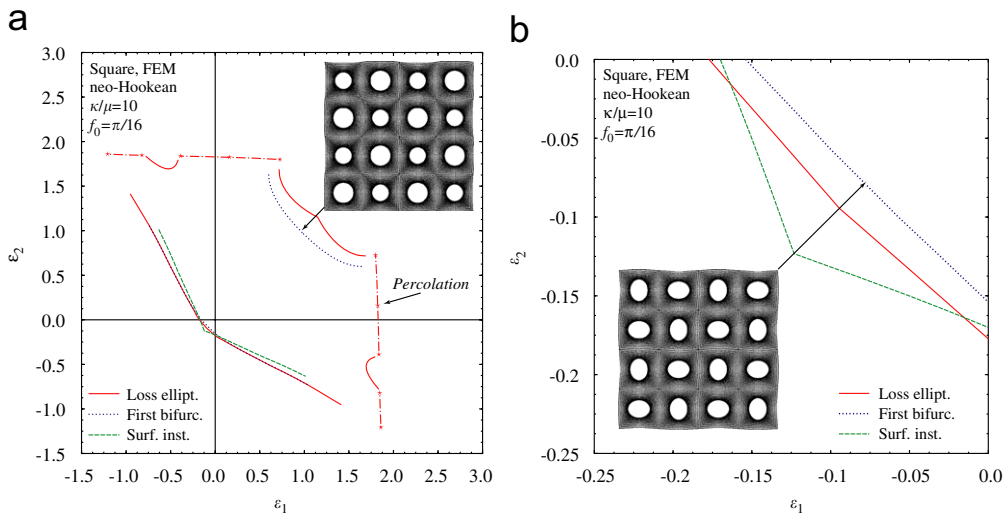 a
3.0
2.5
2.0
1.5
1.0
0.5
0.0
-0.5
-1.0
-1.5
ε2
Square, FEM
neo-Hookean
κ/μ=10
f0=π/16
Percolation
Loss ellipt.
First bifurc.
Surf. inst.
-1.5 -1.0 -0.5 0.0 0.5 1.0 1.5 2.0 2.5 3.0
ε1
b
0.0
-0.05
-0.1
-0.15
-0.2
-0.25
ε2
Square, FEM
neo-Hookean
κ/μ=10
f0=π/16
Loss ellipt.
First bifurc.
Surf. inst.
-0.25 -0.2 -0.15 -0.1 -0.05 0.0
ε1